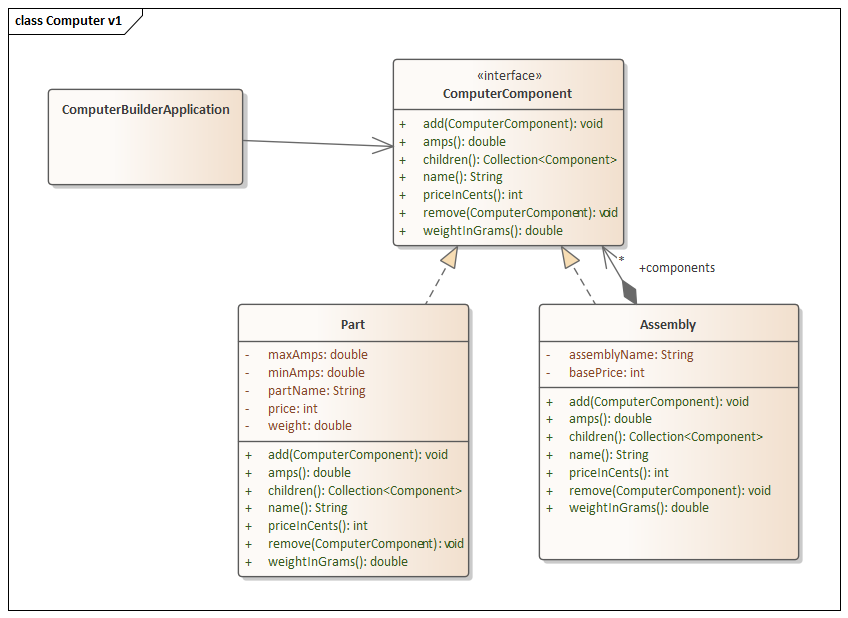 class Computer v1
ComputerBuilderApplication
«interface»
ComputerComponent
+ add(ComputerComponent): void
+ amps(): double
+ children(): Collection<Component>
+ name(): String
+ priceInCents(): int
+ remove(ComputerComponent): void
+ weightInGrams(): double
*
+components
Part
- maxAmps: double
- minAmps: double
- partName: String
- price: int
- weight: double
+ add(ComputerComponent): void
+ amps(): double
+ children(): Collection<Component>
+ name(): String
+ priceInCents(): int
+ remove(ComputerComponent): void
+ weightInGrams(): double
Assembly
- assemblyName: String
- basePrice: int
+ add(ComputerComponent): void
+ amps(): double
+ children(): Collection<Component>
+ name(): String
+ priceInCents(): int
+ remove(ComputerComponent): void
+ weightInGrams(): double